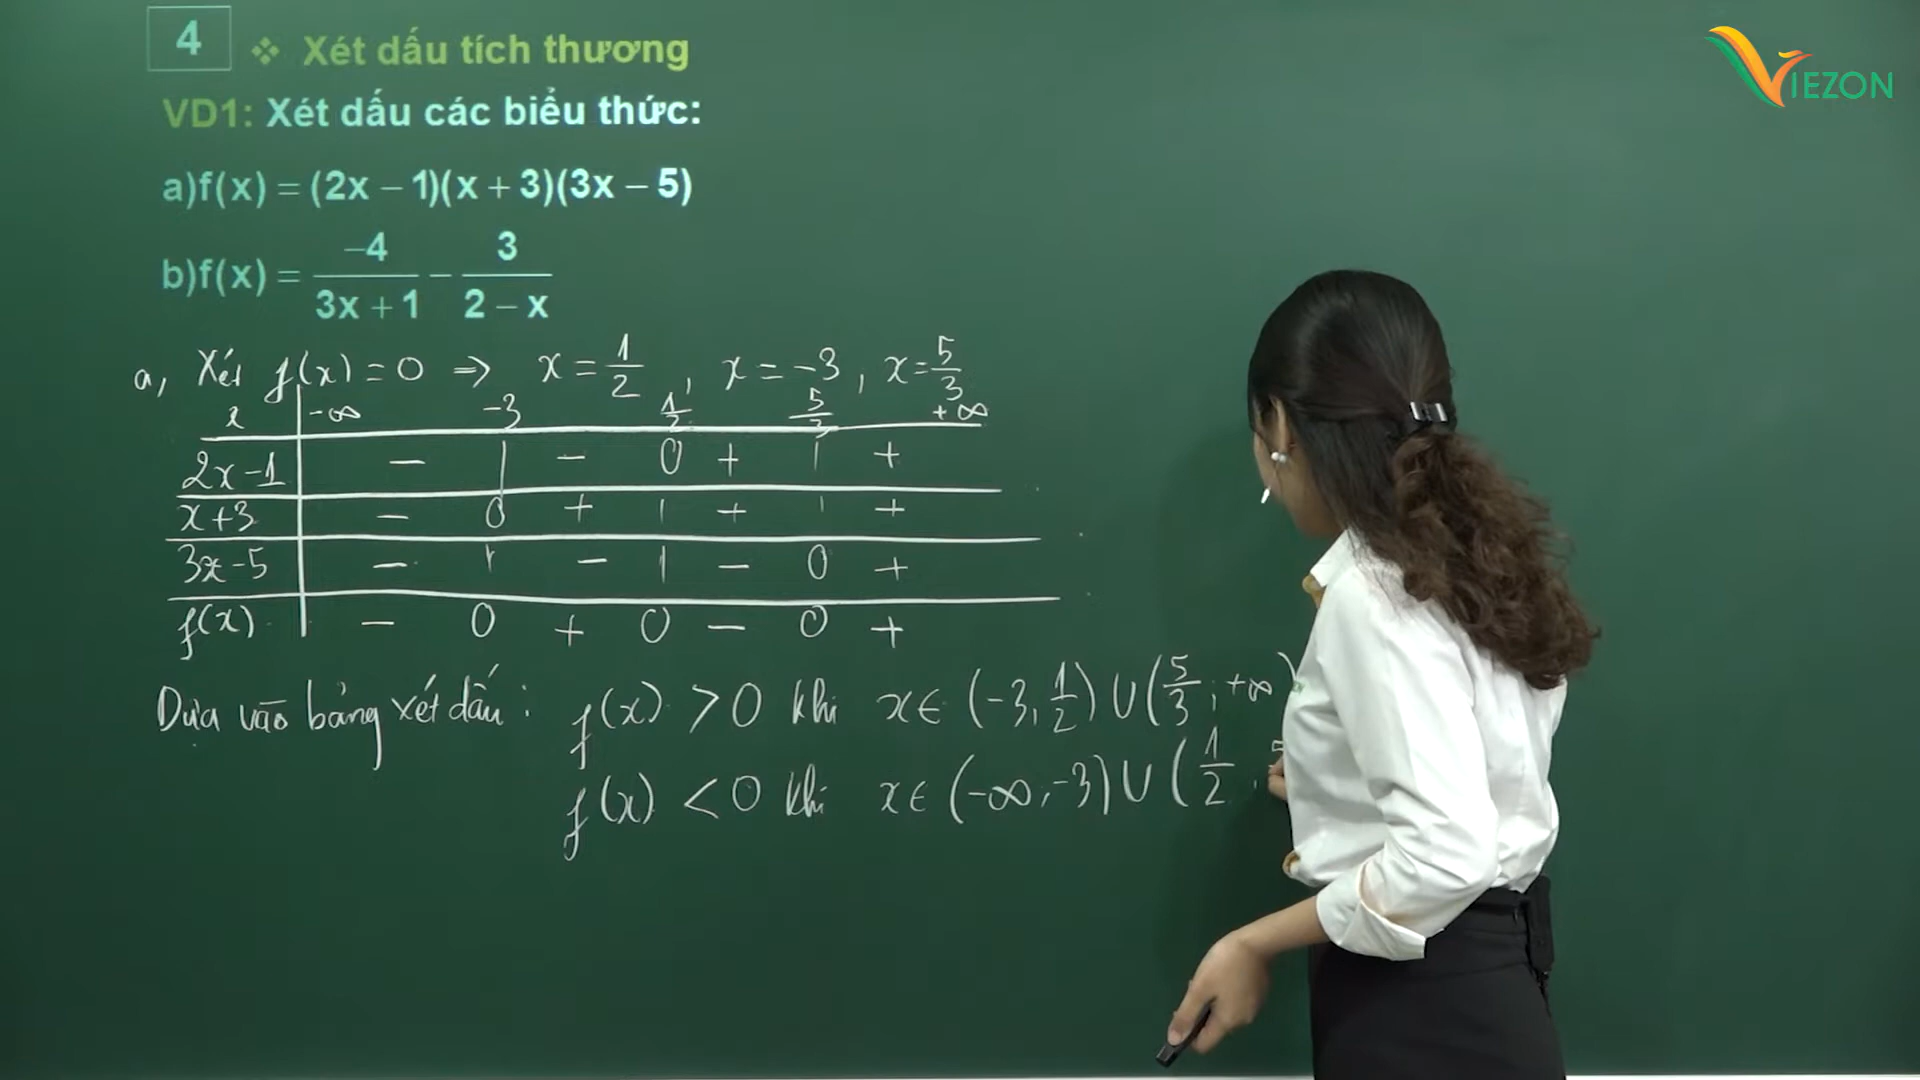 VIEZON
4 ❖ Xét dấu tích thương
VD1: Xét dấu các biểu thức:
a)f(x) = (2x − 1)(x + 3)(3x − 5)
b)f(x) = −4/(3x + 1) − 3/(2 − x)
a, Xét f(x) = 0 ⇒ x = 1/2, x = −3, x = 5/3
x | −∞ −3 1/2 5/3 +∞
2x−1 | − | − 0 + | +
x+3 | − 0 + | + | +
3x−5 | − | − | − 0 +
f(x) | − 0 + 0 − 0 +
Dựa vào bảng xét dấu: f(x) > 0 khi x∈ (−3, 1/2) ∪ (5/3, +∞)
f(x) < 0 khi x∈ (−∞,−3) ∪ (1/2,